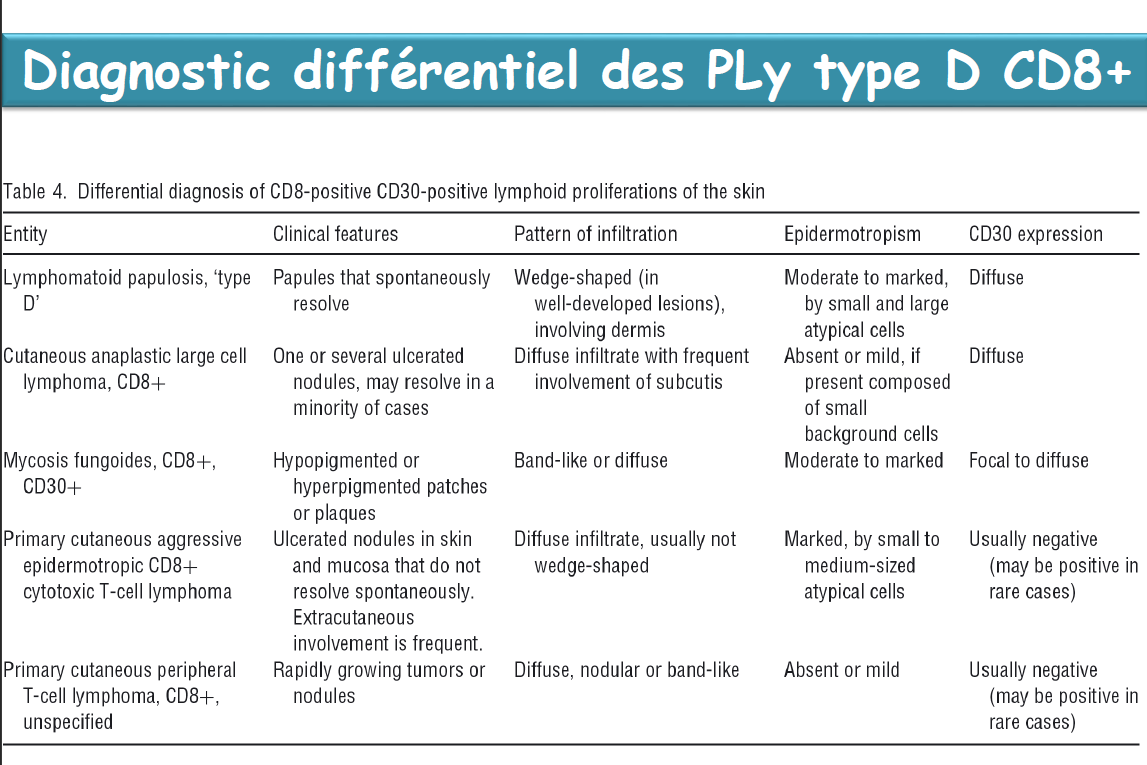 Diagnostic différentiel des PLy type D CD8+
Table 4. Differential diagnosis of CD8-positive CD30-positive lymphoid proliferations of the skin
Entity Clinical features Pattern of infiltration Epidermotropism CD30 expression
Lymphomatoid papulosis, ‘type Papules that spontaneously Wedge-shaped (in Moderate to marked, Diffuse
D’ resolve well-developed lesions), by small and large
involving dermis atypical cells
Cutaneous anaplastic large cell One or several ulcerated Diffuse infiltrate with frequent Absent or mild, if Diffuse
lymphoma, CD8+ nodules, may resolve in a involvement of subcutis present composed
minority of cases of small
background cells
Mycosis fungoides, CD8+, Hypopigmented or Band-like or diffuse Moderate to marked Focal to diffuse
CD30+ hyperpigmented patches
or plaques
Primary cutaneous aggressive Ulcerated nodules in skin Diffuse infiltrate, usually not Marked, by small to Usually negative
epidermotropic CD8+ and mucosa that do not wedge-shaped medium-sized (may be positive in
cytotoxic T-cell lymphoma resolve spontaneously. atypical cells rare cases)
Extracutaneous
involvement is frequent.
Primary cutaneous peripheral Rapidly growing tumors or Diffuse, nodular or band-like Absent or mild Usually negative
T-cell lymphoma, CD8+, nodules (may be positive in
unspecified rare cases)